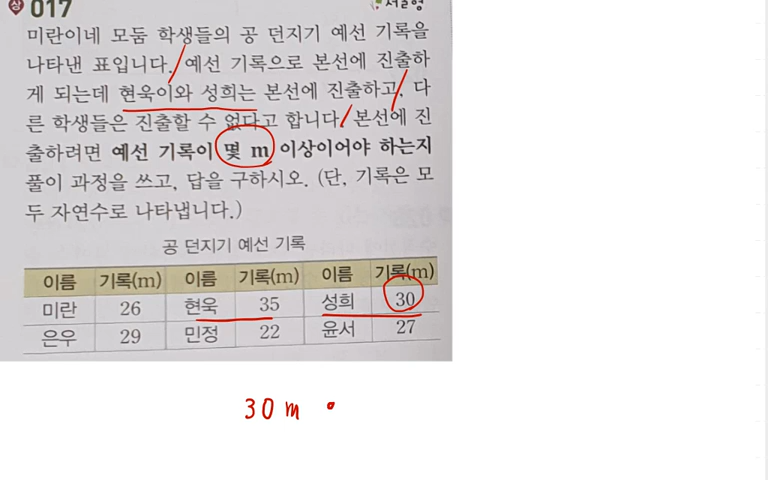 상 017 서술형
미란이네 모둠 학생들의 공 던지기 예선 기록을
나타낸 표입니다. 예선 기록으로 본선에 진출하
게 되는데 현욱이와 성희는 본선에 진출하고, 다
른 학생들은 진출할 수 없다고 합니다. 본선에 진
출하려면 예선 기록이 몇 m 이상이어야 하는지
풀이 과정을 쓰고, 답을 구하시오. (단, 기록은 모
두 자연수로 나타냅니다.)
공 던지기 예선 기록
이름 기록(m) 이름 기록(m) 이름 기록(m)
미란 26 현욱 35 성희 30
은우 29 민정 22 윤서 27
30 m